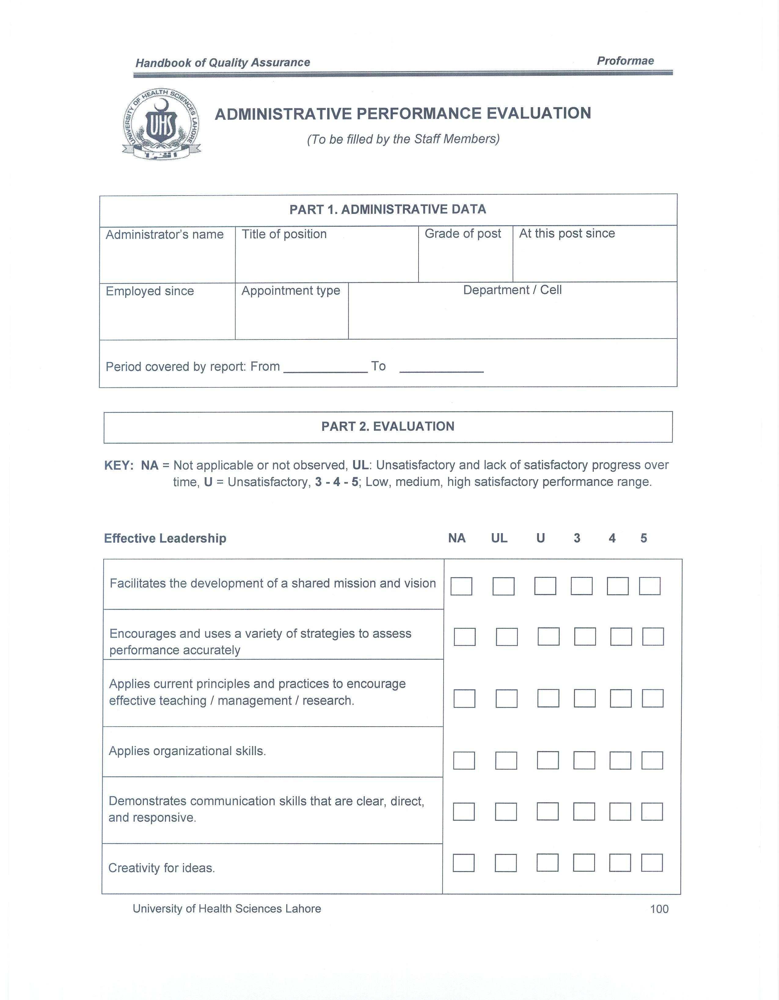 Handbook of Quality Assurance Proformae
UNIVERSITY OF HEALTH SCIENCES LAHORE
UHS
ADMINISTRATIVE PERFORMANCE EVALUATION
(To be filled by the Staff Members)
PART 1. ADMINISTRATIVE DATA
Administrator's name Title of position Grade of post At this post since
Employed since Appointment type Department / Cell
Period covered by report: From ____________ To ____________
PART 2. EVALUATION
KEY: NA = Not applicable or not observed, UL: Unsatisfactory and lack of satisfactory progress over
time, U = Unsatisfactory, 3 - 4 - 5; Low, medium, high satisfactory performance range.
Effective Leadership NA UL U 3 4 5
Facilitates the development of a shared mission and vision
Encourages and uses a variety of strategies to assess
performance accurately
Applies current principles and practices to encourage
effective teaching / management / research.
Applies organizational skills.
Demonstrates communication skills that are clear, direct,
and responsive.
Creativity for ideas.
University of Health Sciences Lahore 100